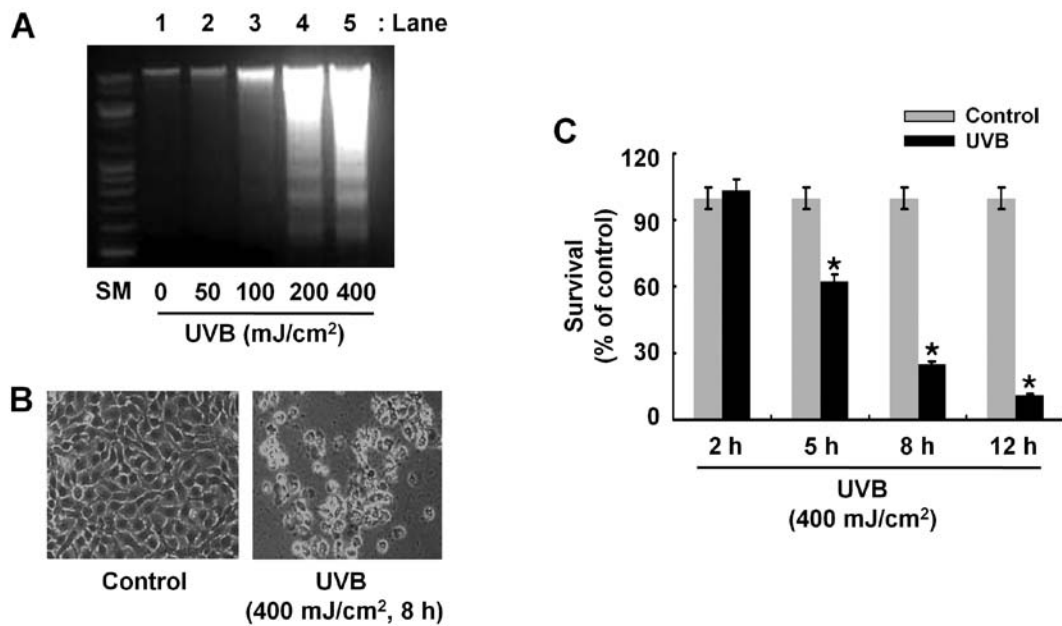 A
1 2 3 4 5 : Lane
SM 0 50 100 200 400
UVB (mJ/cm²)
B
Control
UVB
(400 mJ/cm², 8 h)
C
Control
UVB
Survival
(% of control)
120
90
60
30
0
*
*
*
2 h 5 h 8 h 12 h
UVB
(400 mJ/cm²)